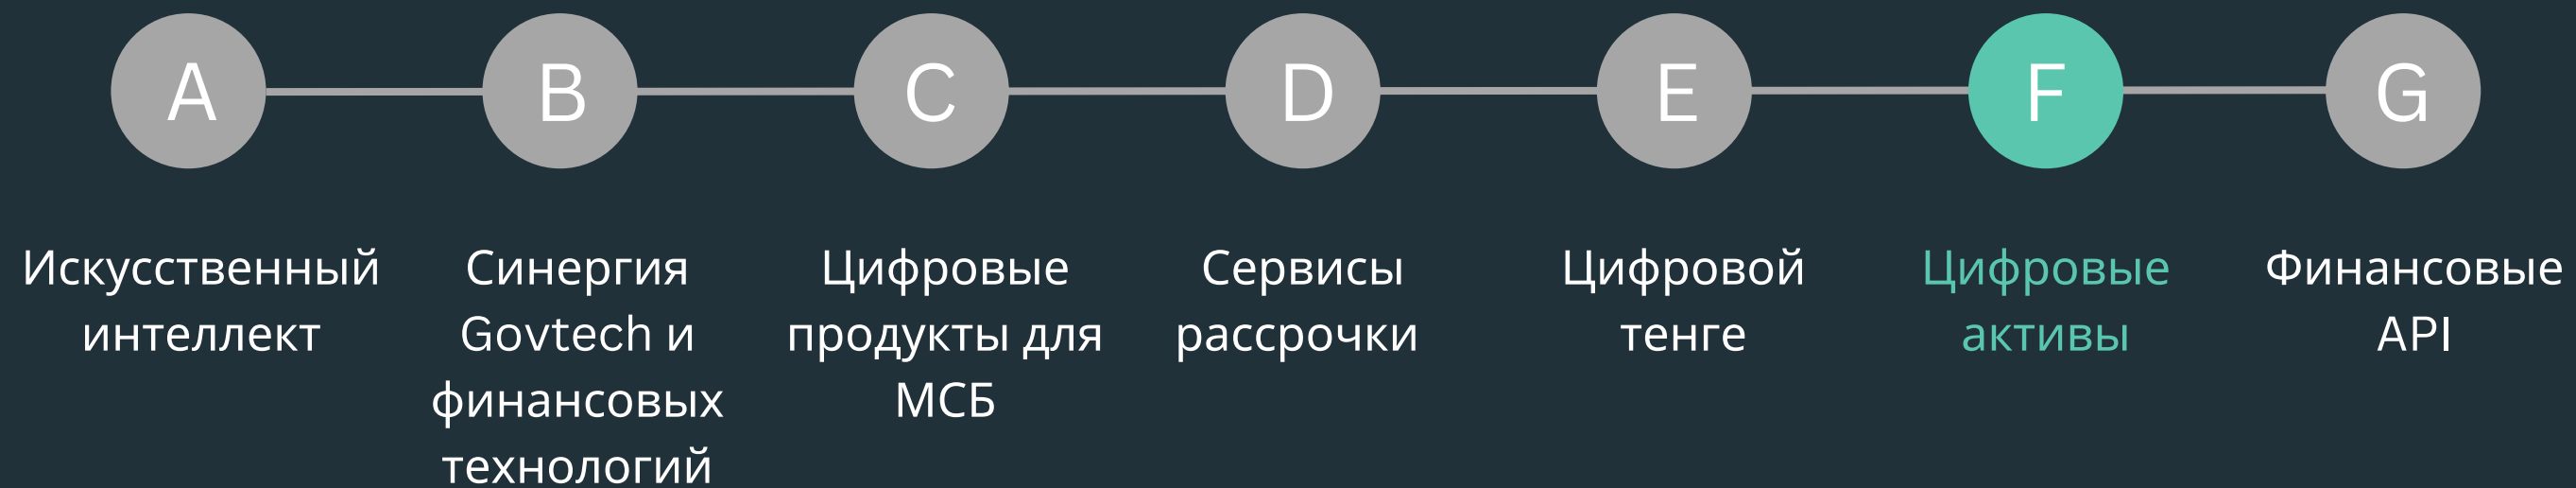 A
B
C
D
E
F
G
Искусственный
интеллект
Синергия
Govtech и
финансовых
технологий
Цифровые
продукты для
МСБ
Сервисы
рассрочки
Цифровой
тенге
Цифровые
активы
Финансовые
API